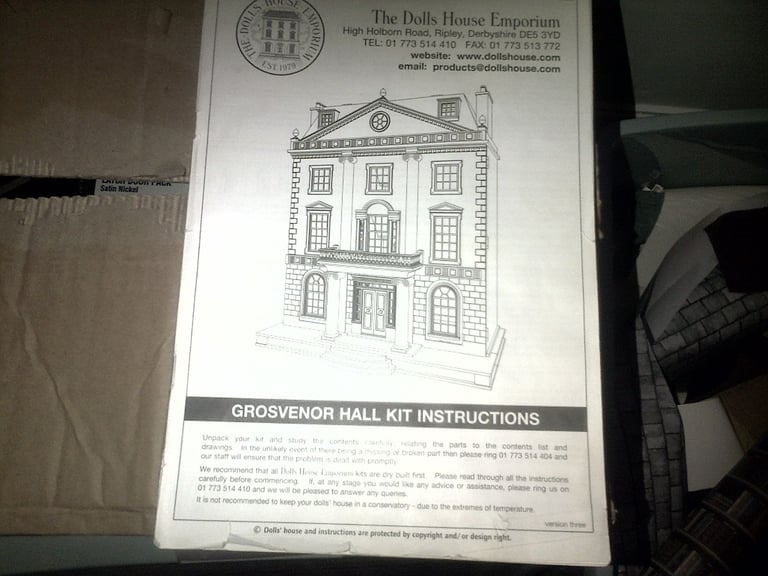 THE DOLLS HOUSE EMPORIUM
EST 1979
The Dolls House Emporium
High Holborn Road, Ripley, Derbyshire DE5 3YD
TEL: 01 773 514 410 FAX: 01 773 513 772
website: www.dollshouse.com
email: products@dollshouse.com
LATCH DOOR PACK
Satin Nickel
GROSVENOR HALL KIT INSTRUCTIONS
Unpack your kit and study the contents carefully, relating the parts to the contents list and
drawings. In the unlikely event of there being a missing or broken part then please ring 01 773 514 404 and
our staff will ensure that the problem is dealt with promptly.
We recommend that all Dolls House Emporium kits are dry built first. Please read through all the instructions
carefully before commencing. If, at any stage you would like any advice or assistance, please ring us on
01 773 514 410 and we will be pleased to answer any queries.
It is not recommended to keep your dolls' house in a conservatory - due to the extremes of temperature.
version three
© Dolls' house and instructions are protected by copyright and/or design right.